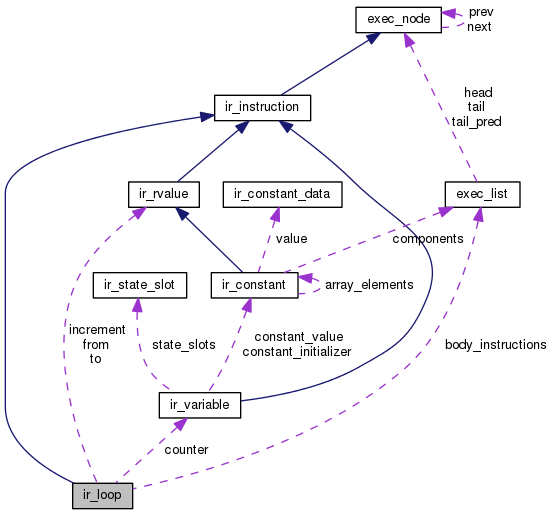 exec_node
prev
next
ir_instruction
head
tail
tail_pred
ir_rvalue
ir_constant_data
exec_list
value
components
ir_state_slot
ir_constant
array_elements
increment
from
to
state_slots
constant_value
constant_initializer
body_instructions
ir_variable
counter
ir_loop